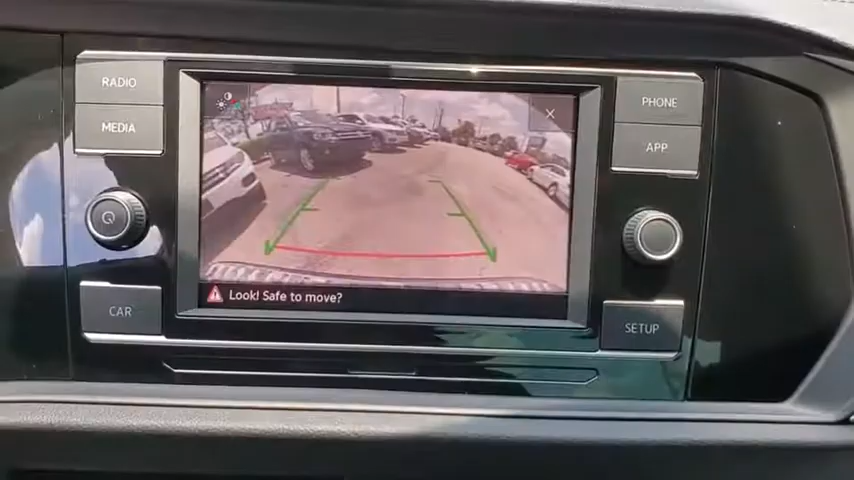 RADIO
MEDIA
CAR
PHONE
APP
SETUP
Look! Safe to move?